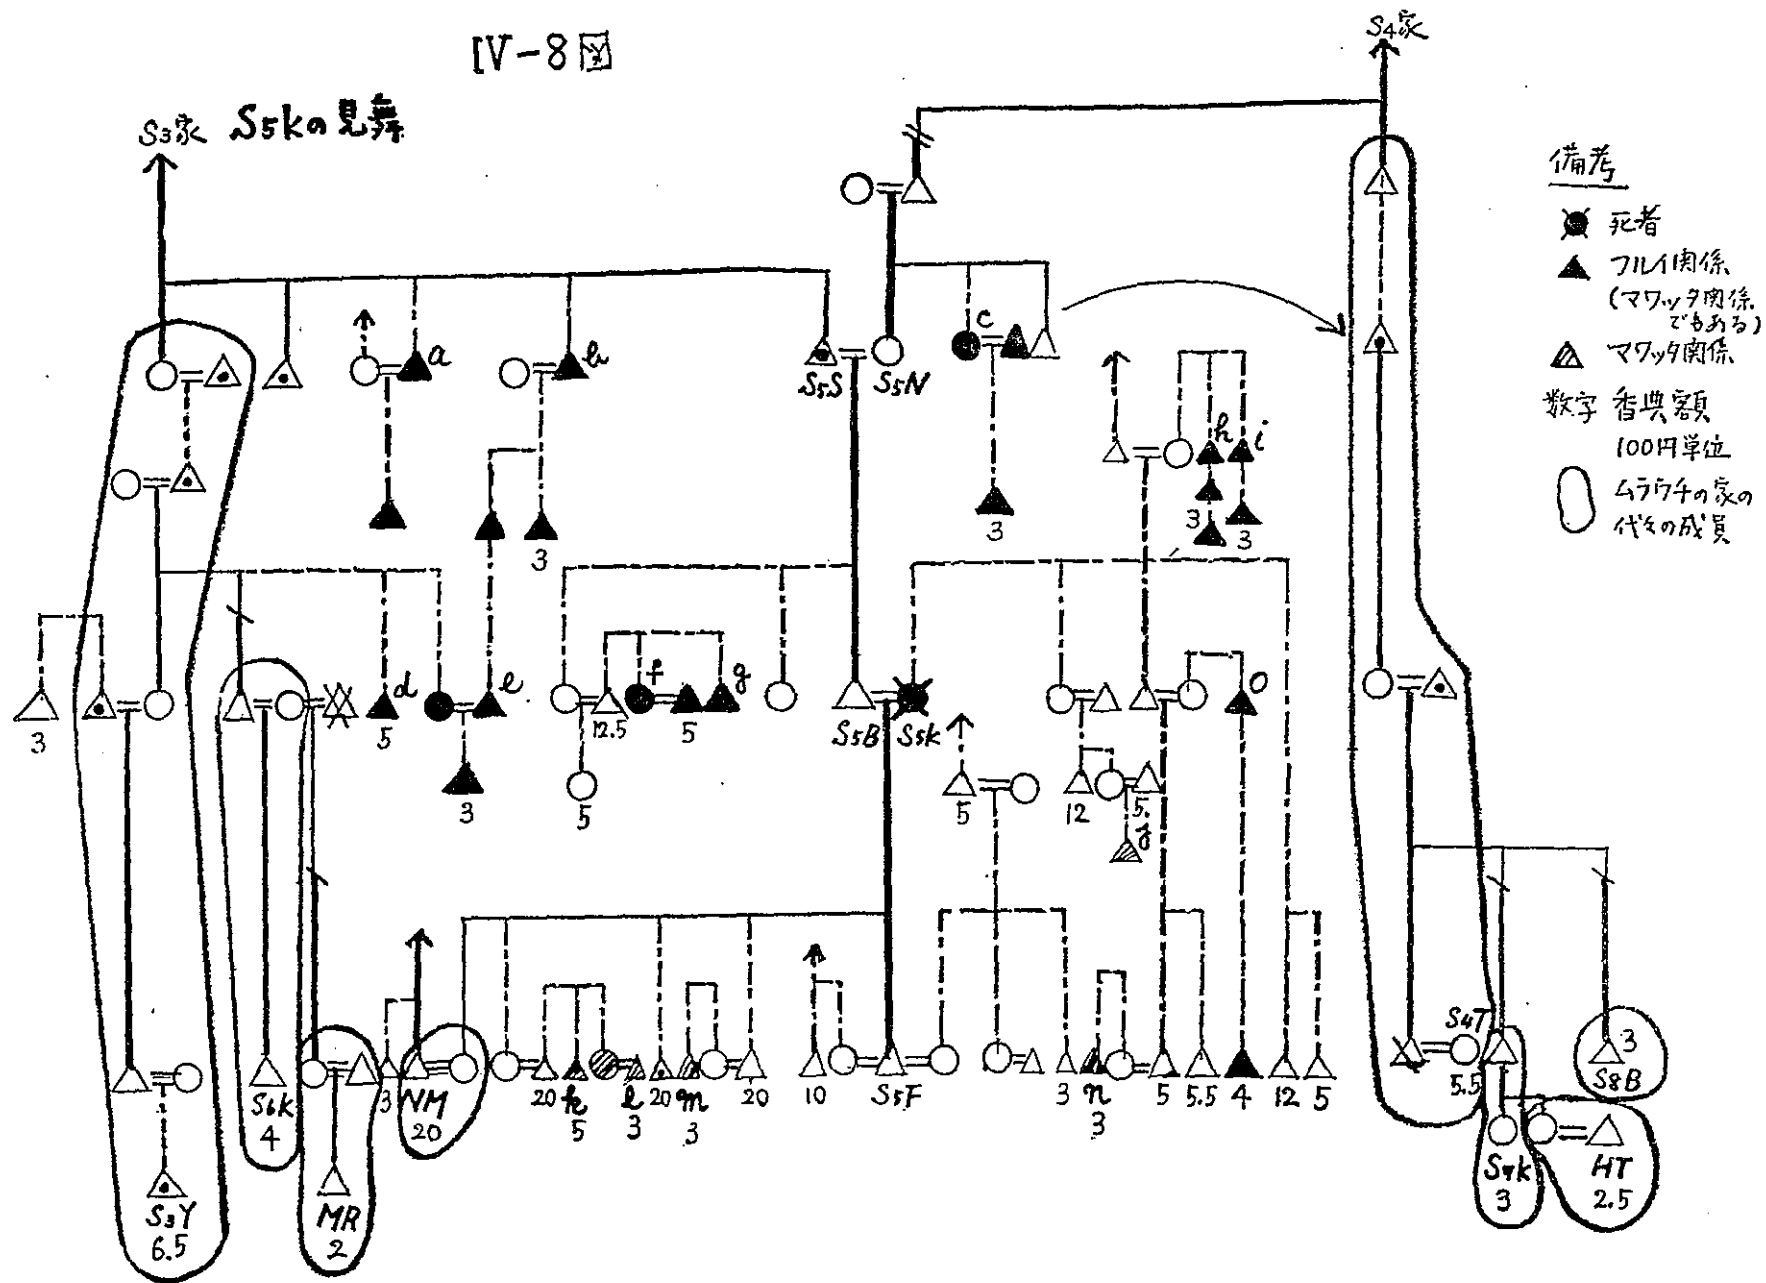 IV-8図
S4家
S3家 S5kの見舞
備考
死者
フルイ関係
(マワッタ関係
でもある)
マワッタ関係
数字 香典額
100円単位
ムラウチの家の
代々の成員
a
b
S5S
S5N
c
h
i
3
3
3
3
3
d
5
e
3
12.5
f
5
g
5
S5B
S5k
5
12
5
j
o
S3Y
6.5
S6K
4
MR
2
3
NM
20
20
k
5
l
3
20
m
3
20
10
S5F
3
n
3
5
5.5
4
12
5
S4T
5.5
3
S8B
S7k
3
HT
2.5